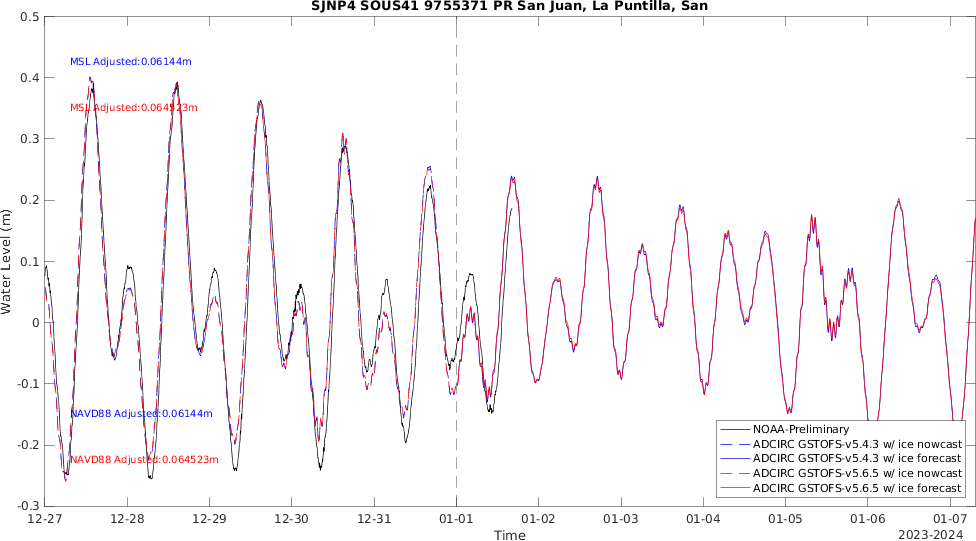 SJNP4 SOUS41 9755371 PR San Juan, La Puntilla, San
Water Level (m)
0.5
0.4
0.3
0.2
0.1
0
-0.1
-0.2
-0.3
MSL Adjusted:0.06144m
MSL Adjusted:0.064523m
NAVD88 Adjusted:0.06144m
NAVD88 Adjusted:0.064523m
NOAA-Preliminary
ADCIRC GSTOFS-v5.4.3 w/ ice nowcast
ADCIRC GSTOFS-v5.4.3 w/ ice forecast
ADCIRC GSTOFS-v5.6.5 w/ ice nowcast
ADCIRC GSTOFS-v5.6.5 w/ ice forecast
12-27 12-28 12-29 12-30 12-31 01-01 01-02 01-03 01-04 01-05 01-06 01-07
Time
2023-2024